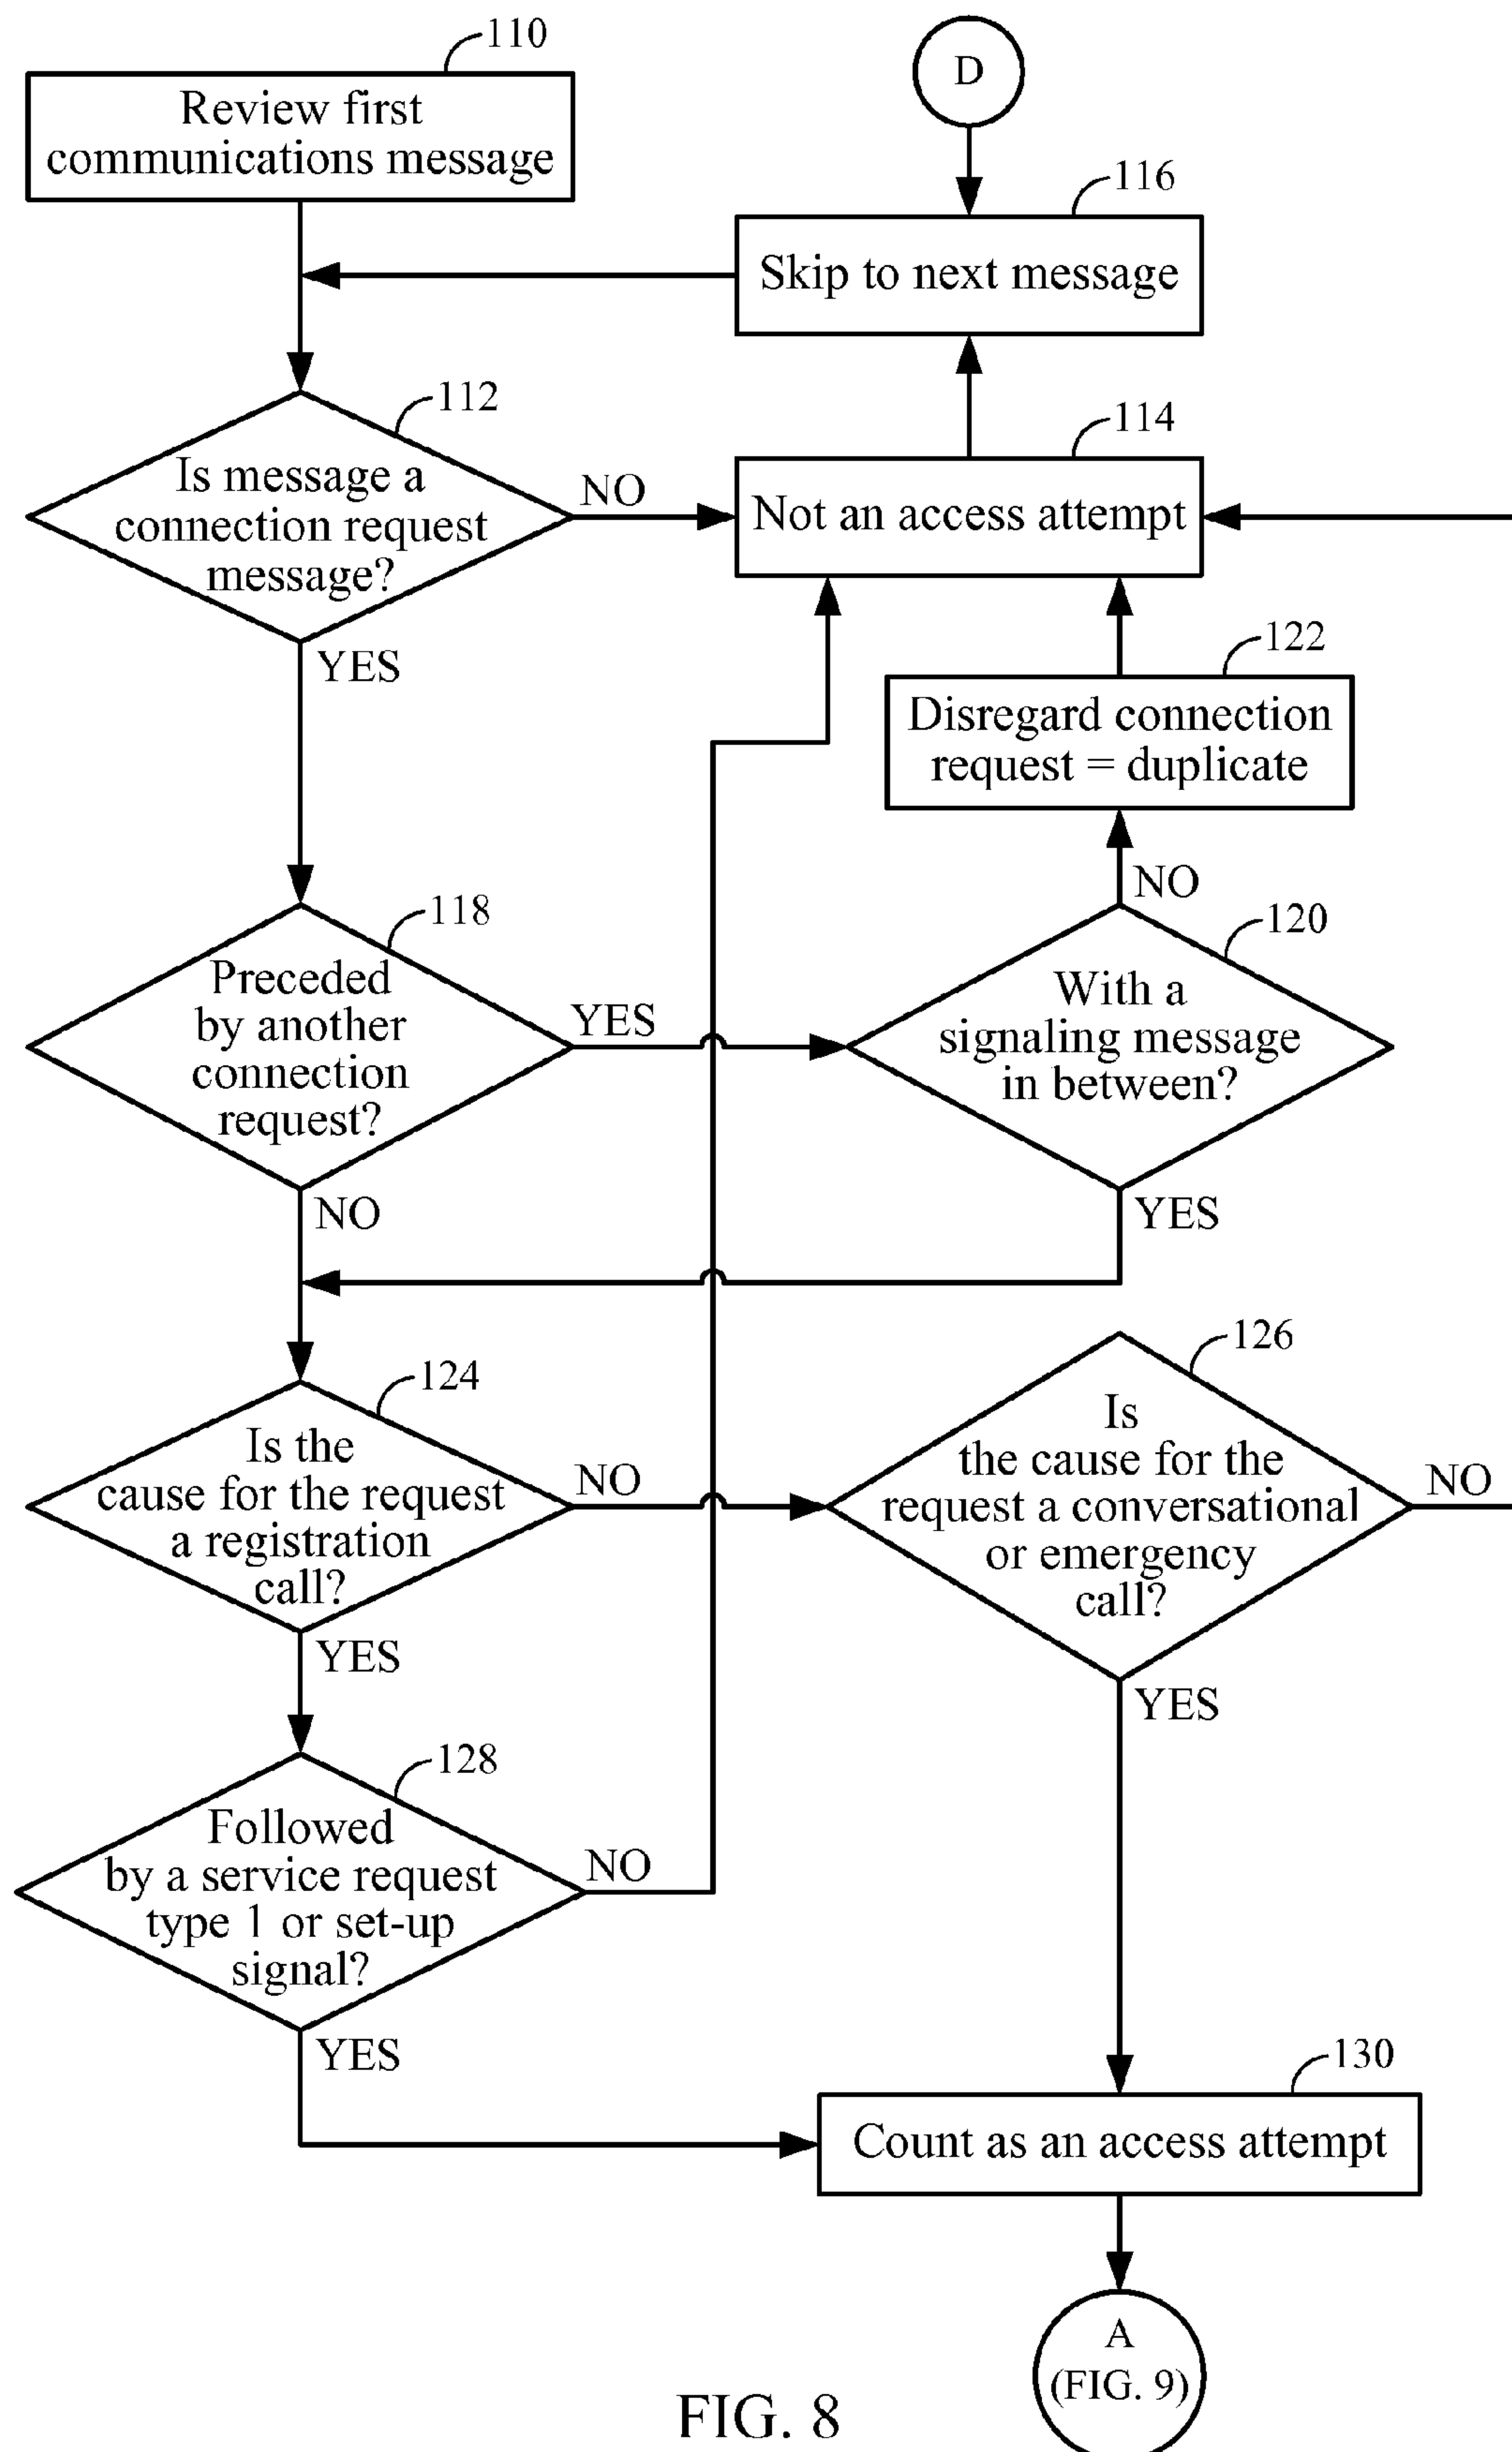 110
Review first
communications message
D
116
Skip to next message
112
Is message a
connection request
message?
NO
YES
114
Not an access attempt
122
Disregard connection
request = duplicate
NO
118
Preceded
by another
connection
request?
YES
NO
120
With a
signaling message
in between?
YES
124
Is the
cause for the request
a registration
call?
NO
YES
126
Is
the cause for the
request a conversational
or emergency
call?
NO
YES
128
Followed
by a service request
type 1 or set-up
signal?
NO
YES
130
Count as an access attempt
A
(FIG. 9)
FIG. 8